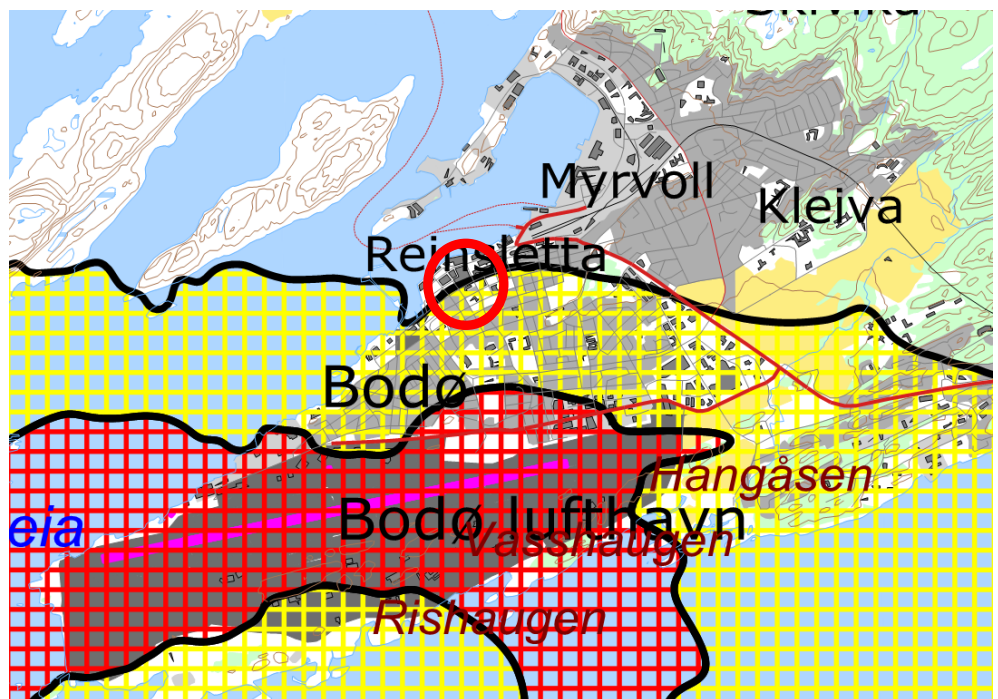 Myrvoll
Kleiva
Reinsletta
Bodø
Hangåsen
eia
Bodø lufthavn
Vasshaugen
Rishaugen